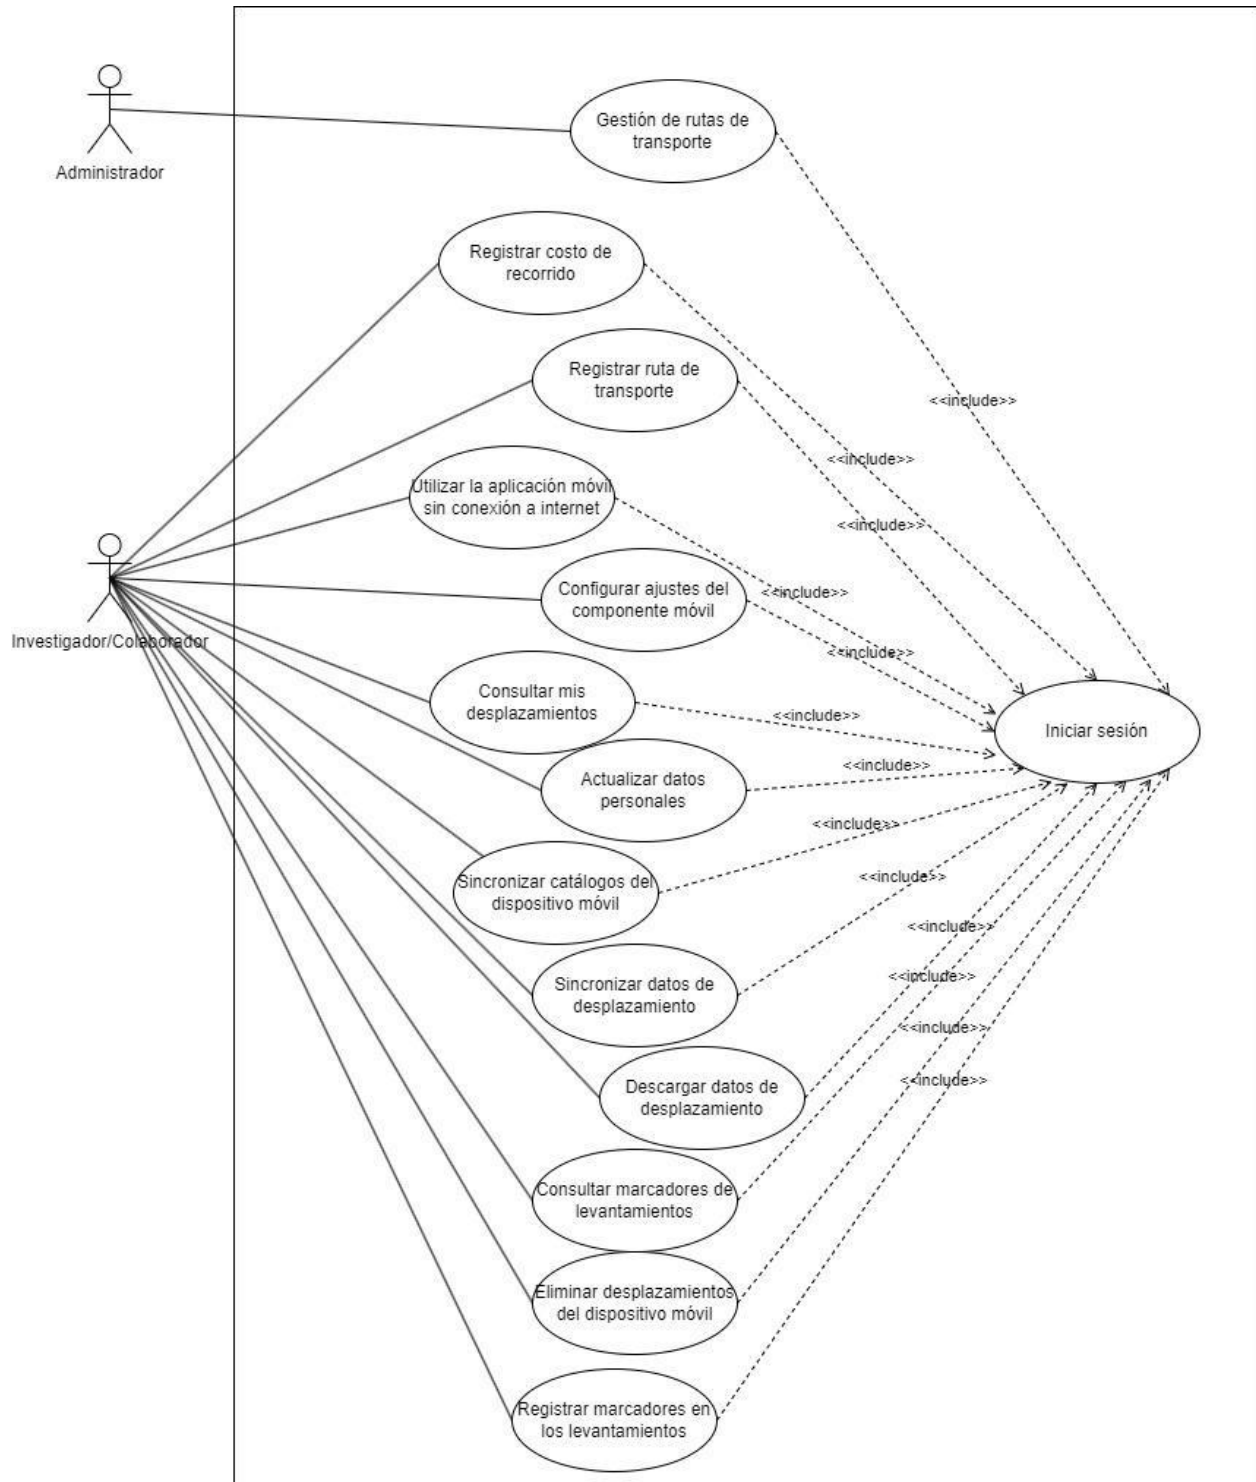 Gestión de rutas de
transporte
Administrador
Registrar costo de
recorrido
Registrar ruta de
transporte
<<include>>
<<include>>
Utilizar la aplicación móvil
sin conexión a internet
<<include>>
Configurar ajustes del
componente móvil
<<include>>
Investigador/Colaborador
<<include>>
Consultar mis
desplazamientos
<<include>>
Iniciar sesión
Actualizar datos
personales
<<include>>
Sincronizar catálogos del
dispositivo móvil
<<include>>
<<include>>
Sincronizar datos de
desplazamiento
<<include>>
<<include>>
<<include>>
Descargar datos de
desplazamiento
<<include>>
Consultar marcadores de
levantamientos
Eliminar desplazamientos
del dispositivo móvil
Registrar marcadores en
los levantamientos